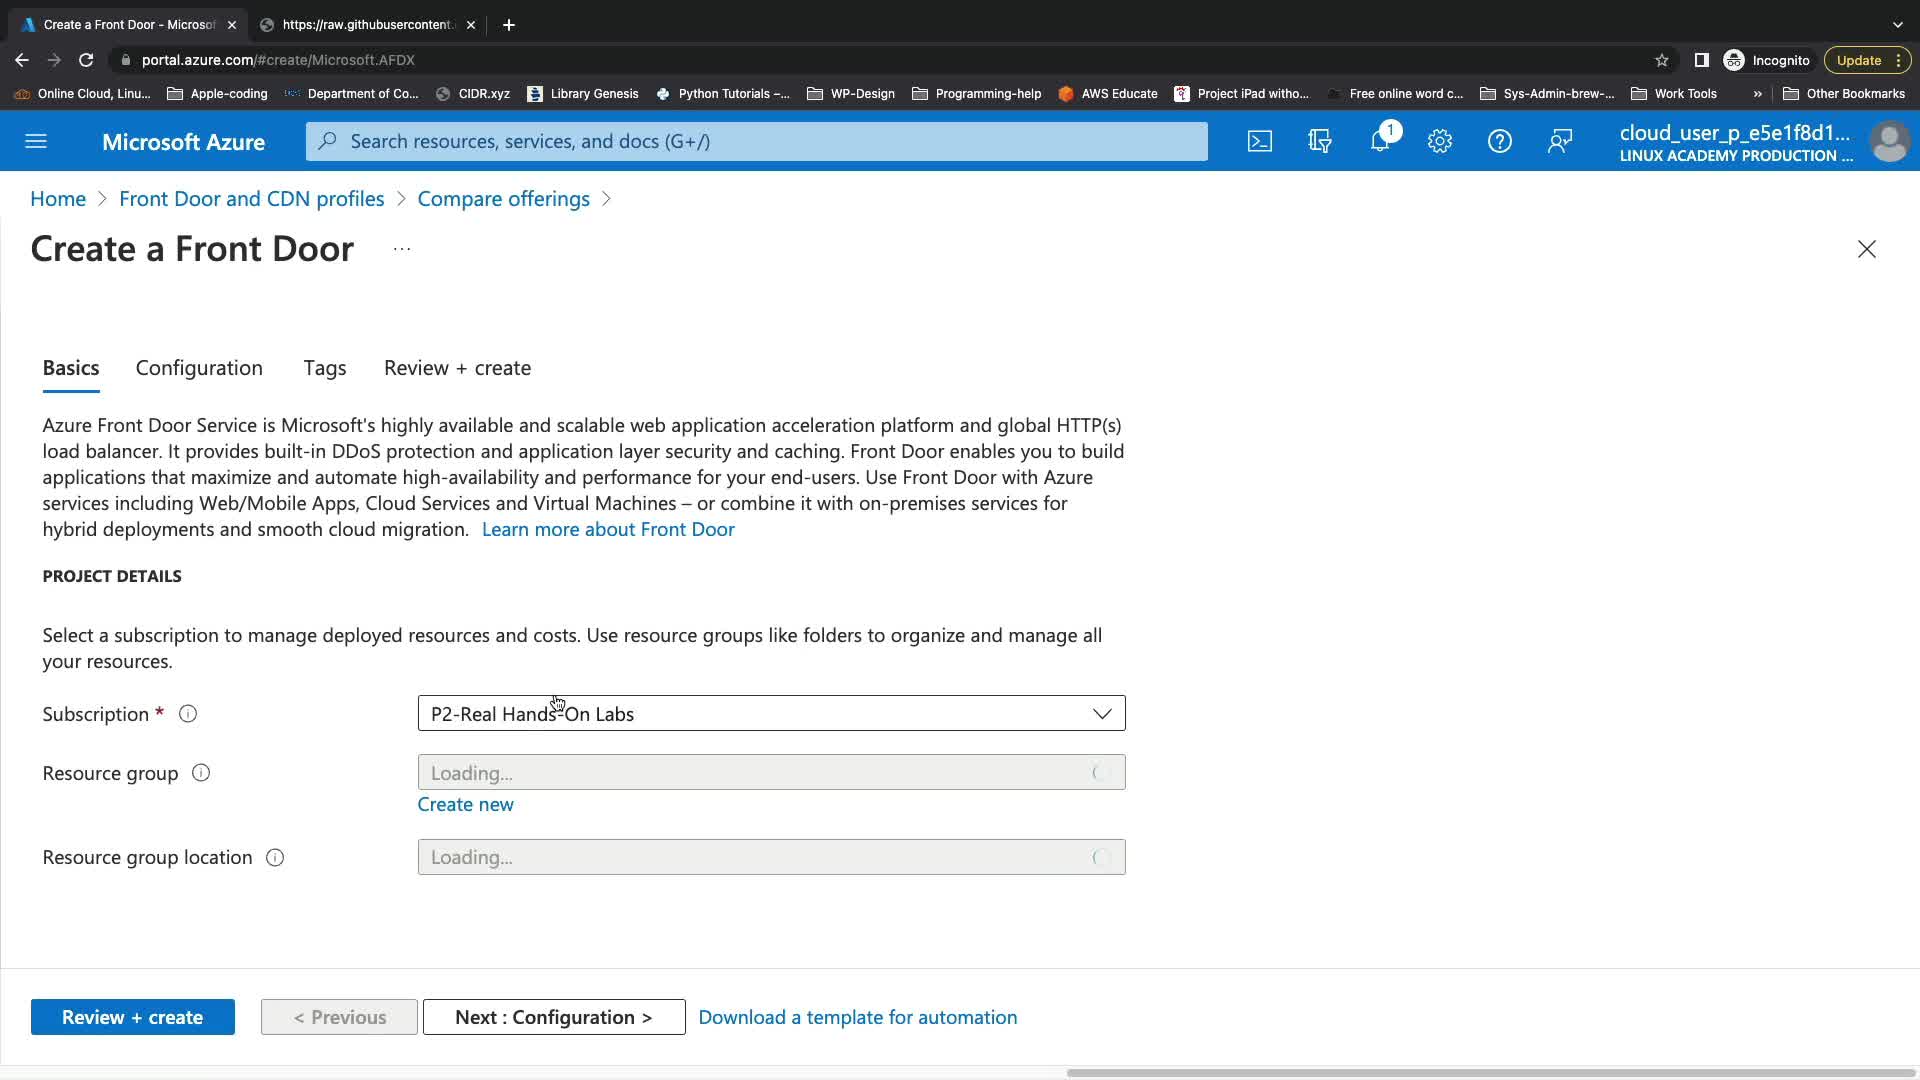 Create a Front Door - Microsof
https://raw.githubusercontent.
portal.azure.com/#create/Microsoft.AFDX
Incognito
Update
Online Cloud, Linu...
Apple-coding
Department of Co...
CIDR.xyz
Library Genesis
Python Tutorials –...
WP-Design
Programming-help
AWS Educate
Project iPad witho...
Free online word c...
Sys-Admin-brew-...
Work Tools
»
Other Bookmarks
Microsoft Azure
Search resources, services, and docs (G+/)
1
cloud_user_p_e5e1f8d1...
LINUX ACADEMY PRODUCTION ...
Home > Front Door and CDN profiles > Compare offerings >
Create a Front Door ...
Basics Configuration Tags Review + create
Azure Front Door Service is Microsoft's highly available and scalable web application acceleration platform and global HTTP(s)
load balancer. It provides built-in DDoS protection and application layer security and caching. Front Door enables you to build
applications that maximize and automate high-availability and performance for your end-users. Use Front Door with Azure
services including Web/Mobile Apps, Cloud Services and Virtual Machines – or combine it with on-premises services for
hybrid deployments and smooth cloud migration. Learn more about Front Door
PROJECT DETAILS
Select a subscription to manage deployed resources and costs. Use resource groups like folders to organize and manage all
your resources.
Subscription *
P2-Real Hands-On Labs
Resource group
Loading...
Create new
Resource group location
Loading...
Review + create
< Previous
Next : Configuration >
Download a template for automation